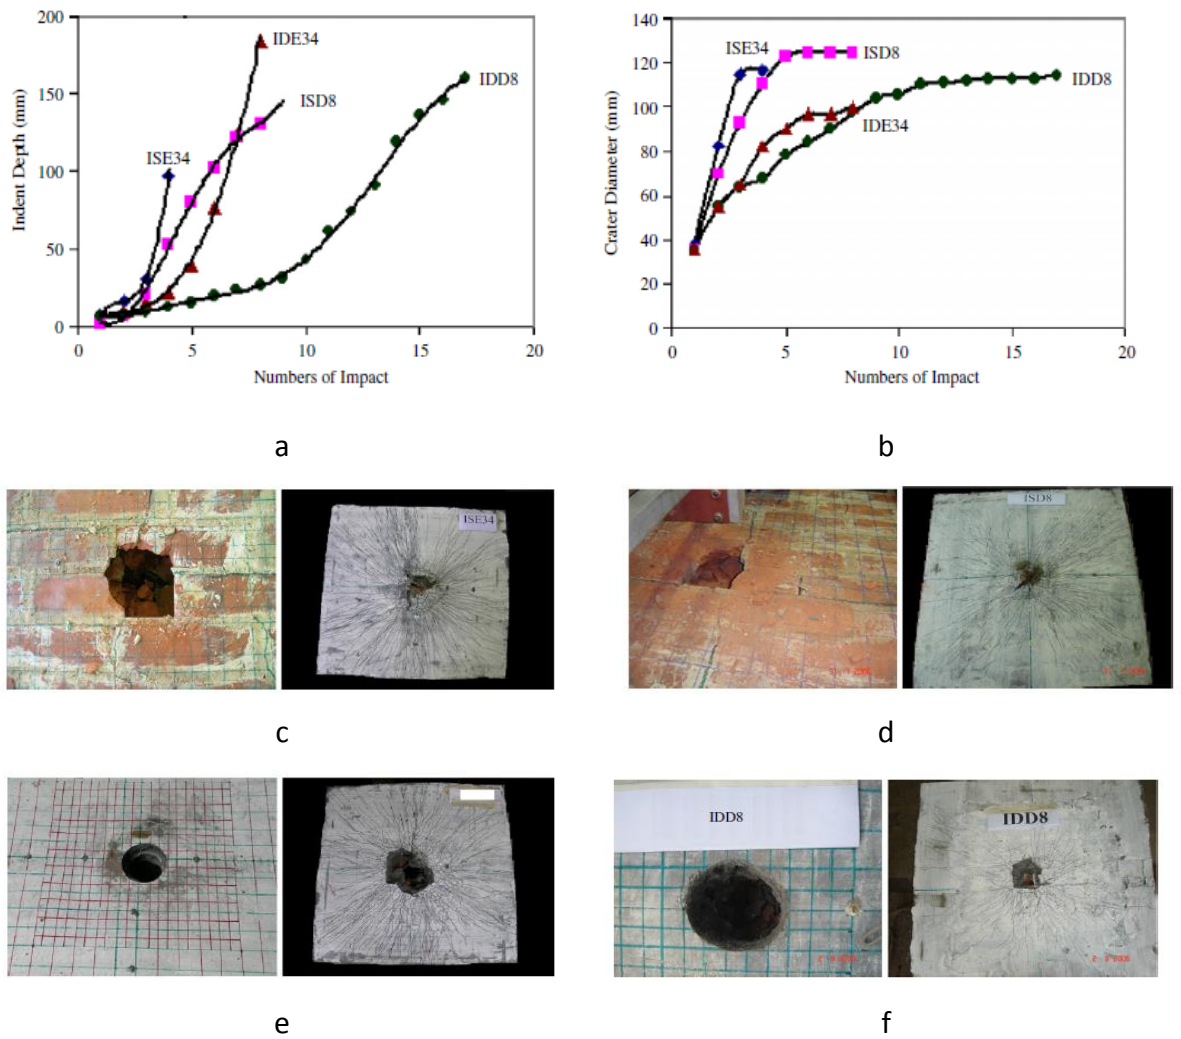 200
150
100
50
0
0
5
10
15
20
Indent Depth (mm)
Numbers of Impact
IDE34
IDD8
ISD8
ISE34
140
120
100
80
60
40
20
0
0
5
10
15
20
Crater Diameter (mm)
Numbers of Impact
ISE34
ISD8
IDD8
IDE34
a
b
ISE34
ISD8
c
d
IDD8
IDD8
e
f